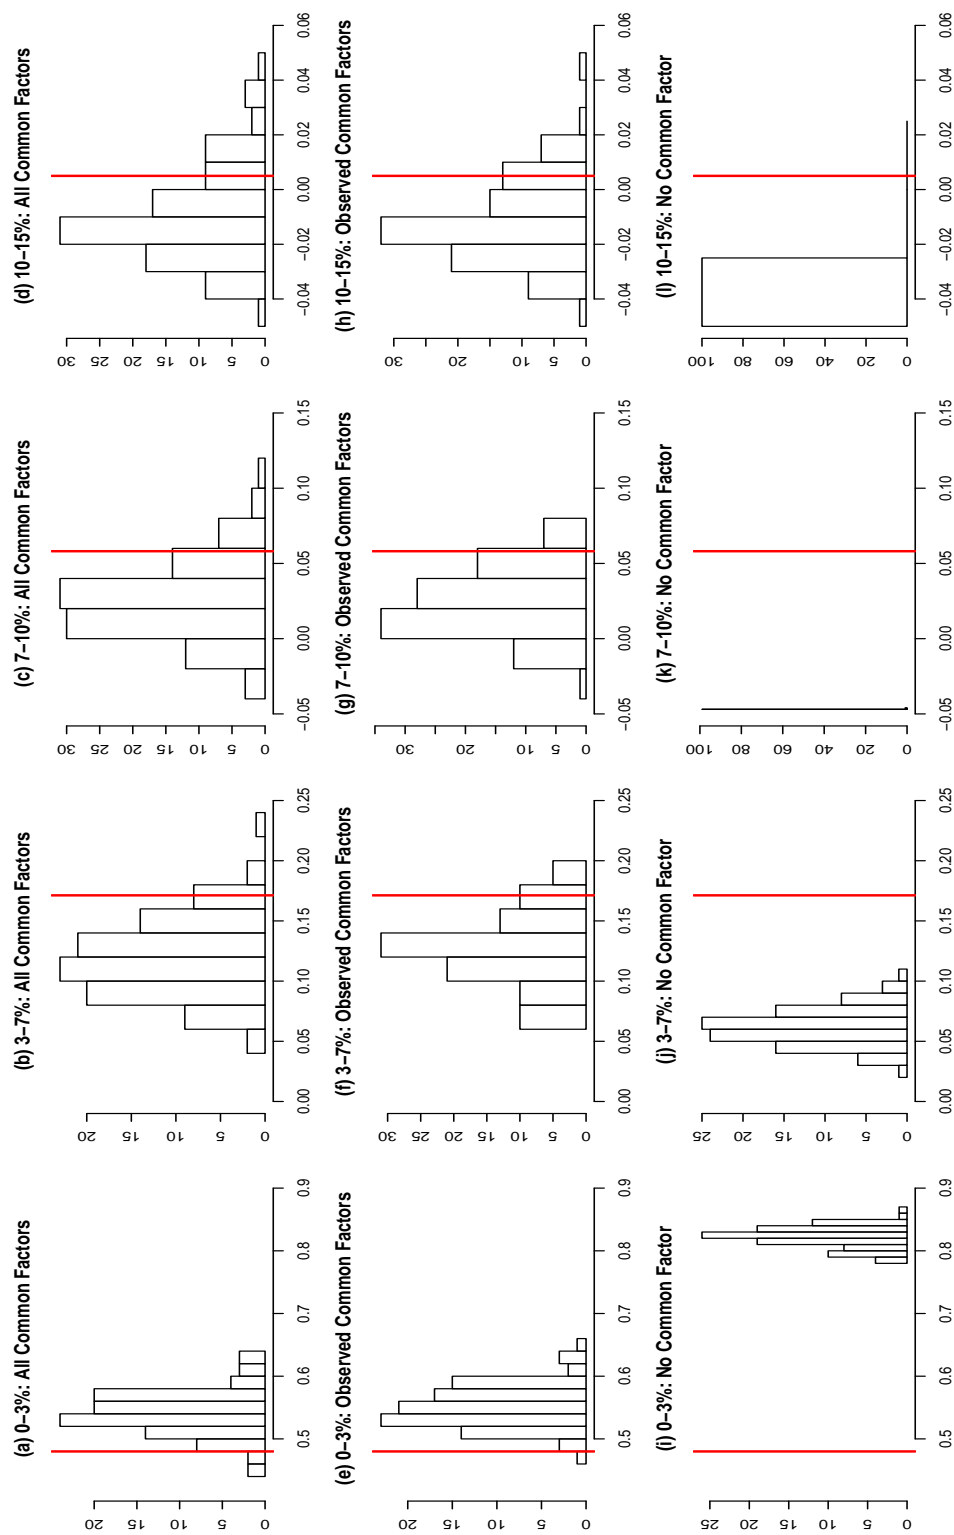 (a) 0–3%: All Common Factors
20
15
10
5
0
0.5 0.6 0.7 0.8 0.9
(b) 3–7%: All Common Factors
20
15
10
5
0
0.00 0.05 0.10 0.15 0.20 0.25
(c) 7–10%: All Common Factors
30
25
20
15
10
5
0
−0.05 0.00 0.05 0.10 0.15
(d) 10–15%: All Common Factors
30
25
20
15
10
5
0
−0.04 −0.02 0.00 0.02 0.04 0.06
(e) 0–3%: Observed Common Factors
20
15
10
5
0
0.5 0.6 0.7 0.8 0.9
(f) 3–7%: Observed Common Factors
30
25
20
15
10
5
0
0.00 0.05 0.10 0.15 0.20 0.25
(g) 7–10%: Observed Common Factors
30
20
10
0
−0.05 0.00 0.05 0.10 0.15
(h) 10–15%: Observed Common Factors
30
20
10
5
0
−0.04 −0.02 0.00 0.02 0.04 0.06
(i) 0–3%: No Common Factor
25
20
15
10
5
0
0.5 0.6 0.7 0.8 0.9
(j) 3–7%: No Common Factor
25
20
15
10
5
0
0.00 0.05 0.10 0.15 0.20 0.25
(k) 7–10%: No Common Factor
100
80
60
40
20
0
−0.05 0.00 0.05 0.10 0.15
(l) 10–15%: No Common Factor
100
80
60
40
20
0
−0.04 −0.02 0.00 0.02 0.04 0.06